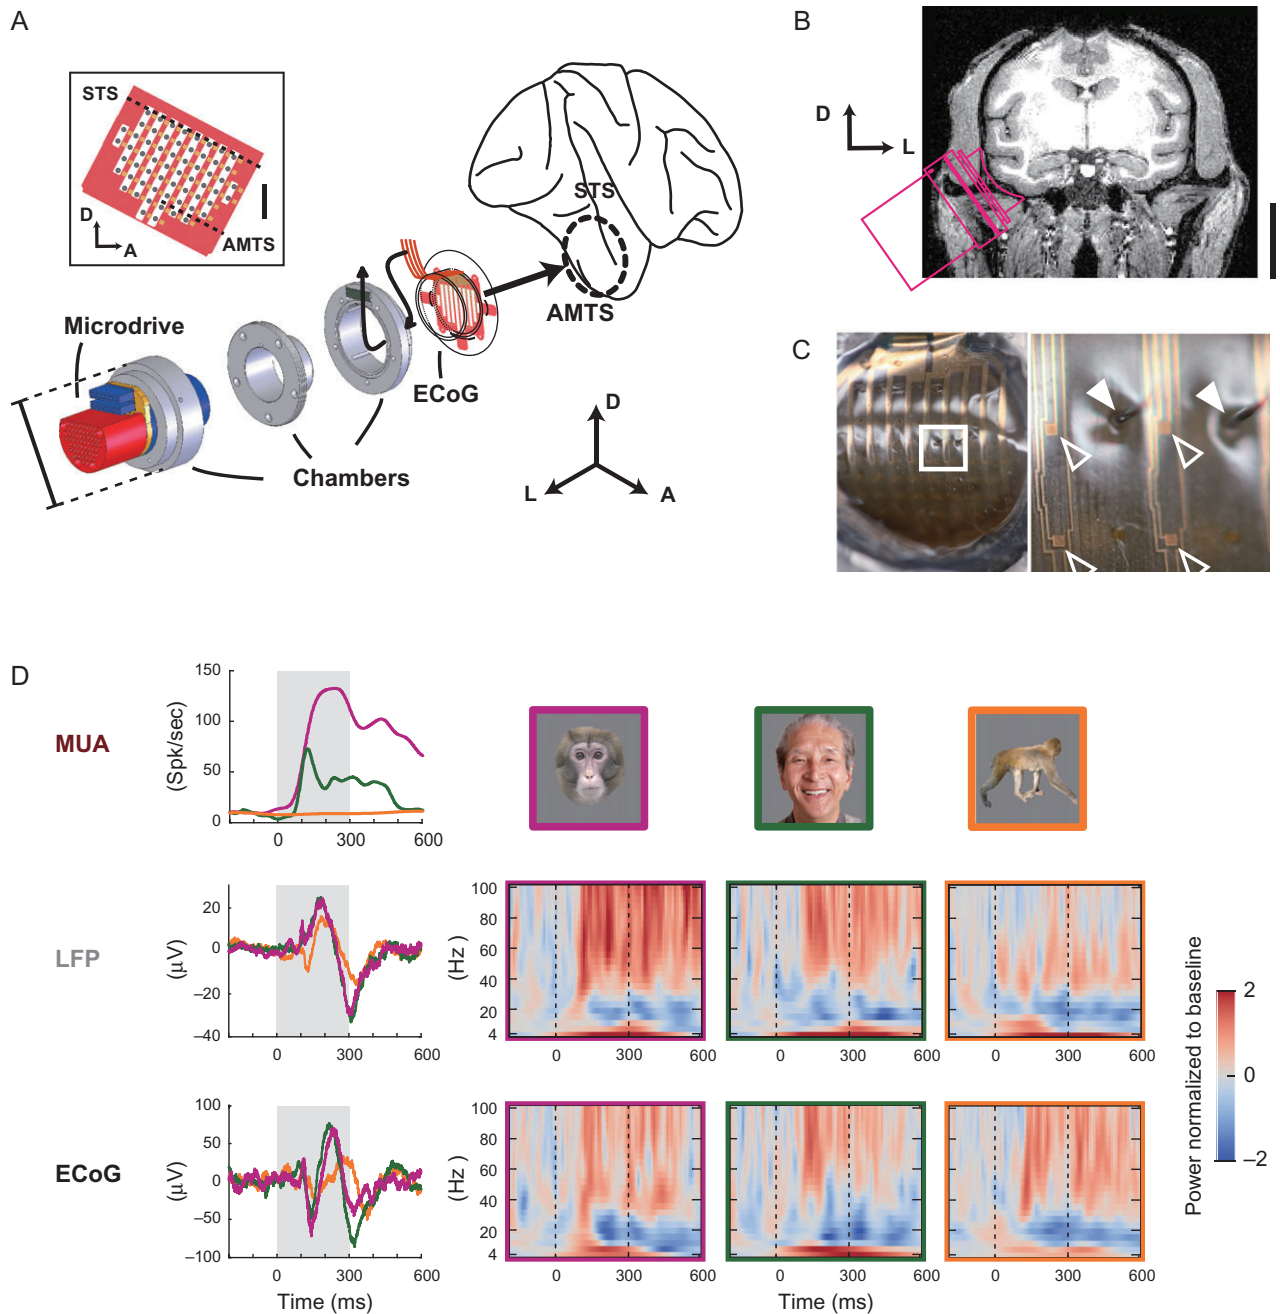 A
STS
D
A
AMTS
Microdrive
Chambers
ECoG
STS
AMTS
D
L
A
B
D
L
C
D
MUA
(Spk/sec)
150
100
50
0
0
300
600
LFP
(μV)
20
0
−20
−40
0
300
600
(Hz)
100
80
60
40
20
4
0
300
600
0
300
600
0
300
600
ECoG
(μV)
100
50
0
−50
−100
0
300
600
Time (ms)
(Hz)
100
80
60
40
20
4
0
300
600
0
300
600
Time (ms)
0
300
600
Power normalized to baseline
2
0
−2